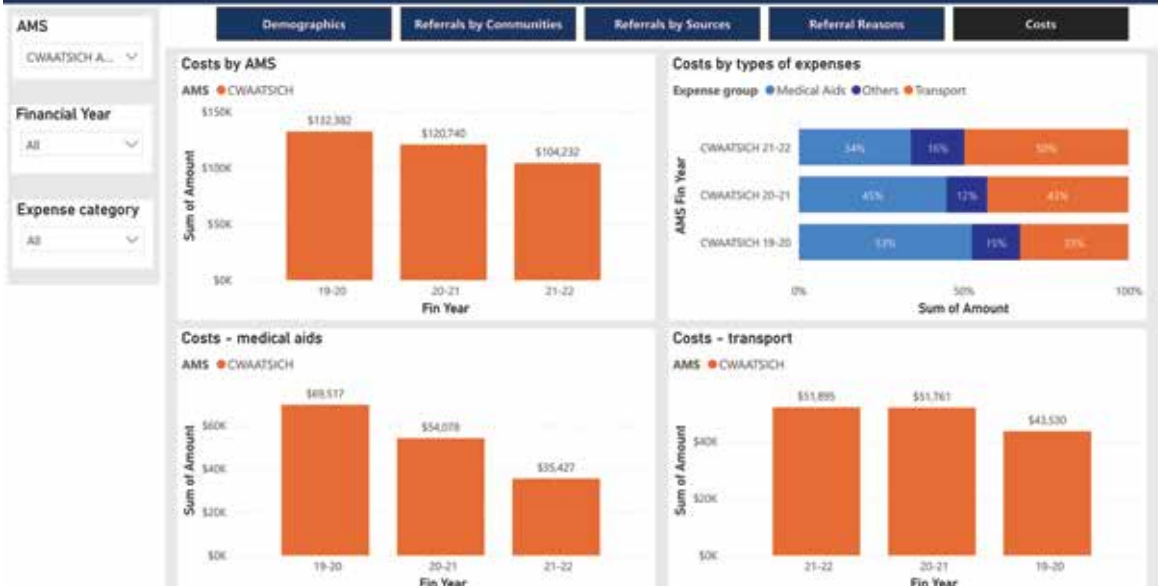 AMS
CWAATSICH A...
Financial Year
All
Expense category
All
Demographics
Referrals by Communities
Referrals by Sources
Referral Reasons
Costs
Costs by AMS
AMS CWAATSICH
$150K
$100K
$50K
$0K
Sum of Amount
$132,382
$120,740
$104,232
19-20
20-21
21-22
Fin Year
Costs by types of expenses
Expense group Medical Aids Others Transport
AMS Fin Year
CWAATSICH 21-22
34% 16% 50%
CWAATSICH 20-21
45% 12% 43%
CWAATSICH 19-20
53% 15% 33%
0% 50% 100%
Sum of Amount
Costs - medical aids
AMS CWAATSICH
$60K
$40K
$20K
$0K
Sum of Amount
$69,517
$54,078
$35,427
19-20
20-21
21-22
Fin Year
Costs - transport
AMS CWAATSICH
$40K
$20K
$0K
Sum of Amount
$51,895
$51,761
$43,530
21-22
20-21
19-20
Fin Year